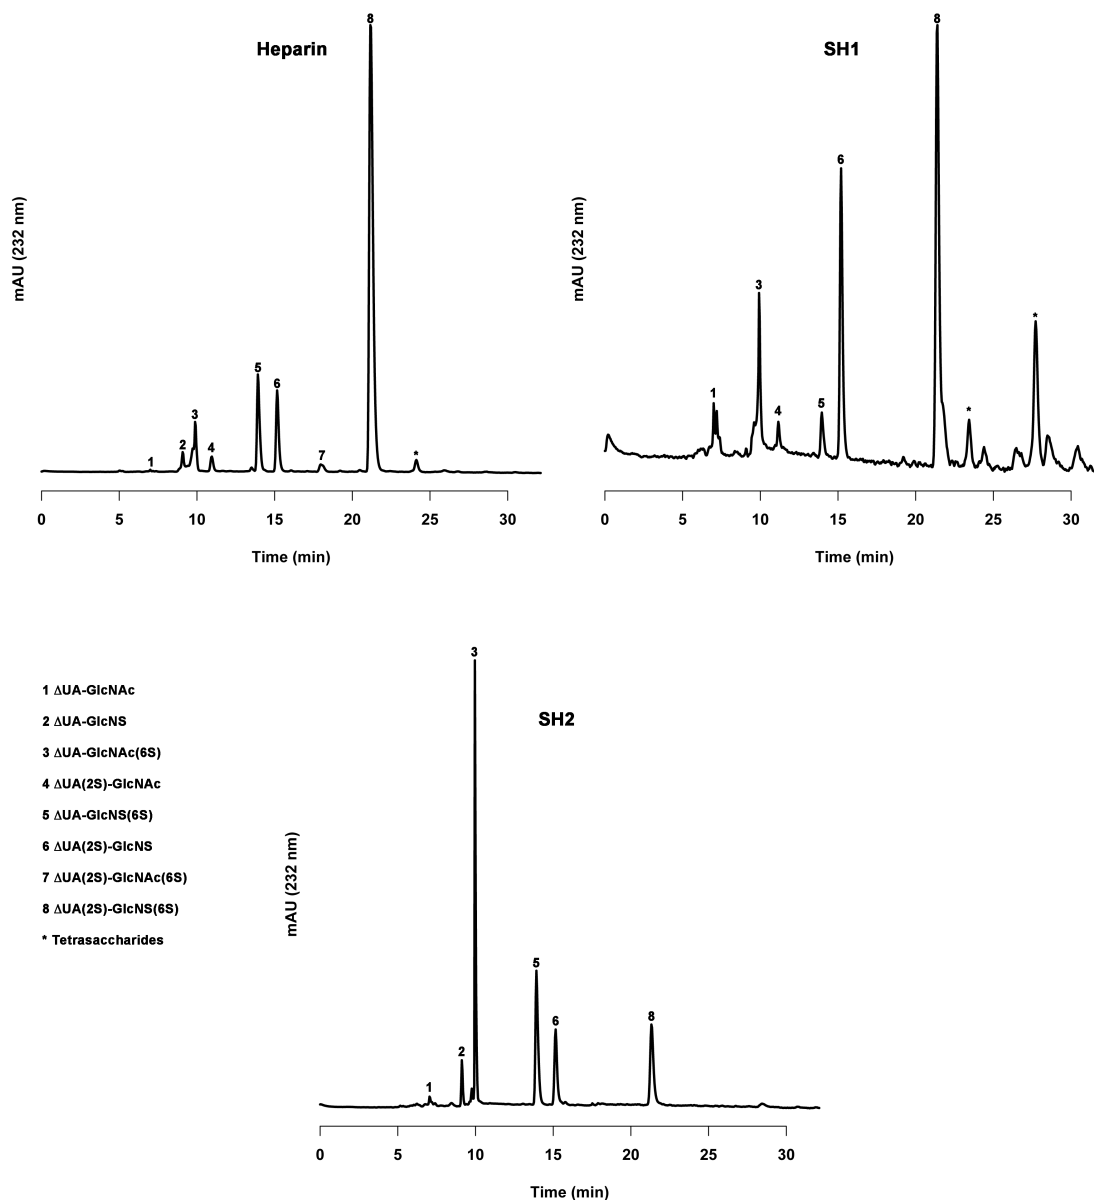 Heparin
8
5
6
3
2
4
1
7
*
mAU (232 nm)
0 5 10 15 20 25 30
Time (min)
SH1
8
6
3
*
1
4
5
*
mAU (232 nm)
0 5 10 15 20 25 30
Time (min)
1 ΔUA-GlcNAc
2 ΔUA-GlcNS
3 ΔUA-GlcNAc(6S)
4 ΔUA(2S)-GlcNAc
5 ΔUA-GlcNS(6S)
6 ΔUA(2S)-GlcNS
7 ΔUA(2S)-GlcNAc(6S)
8 ΔUA(2S)-GlcNS(6S)
* Tetrasaccharides
SH2
3
5
6
8
2
1
mAU (232 nm)
0 5 10 15 20 25 30
Time (min)